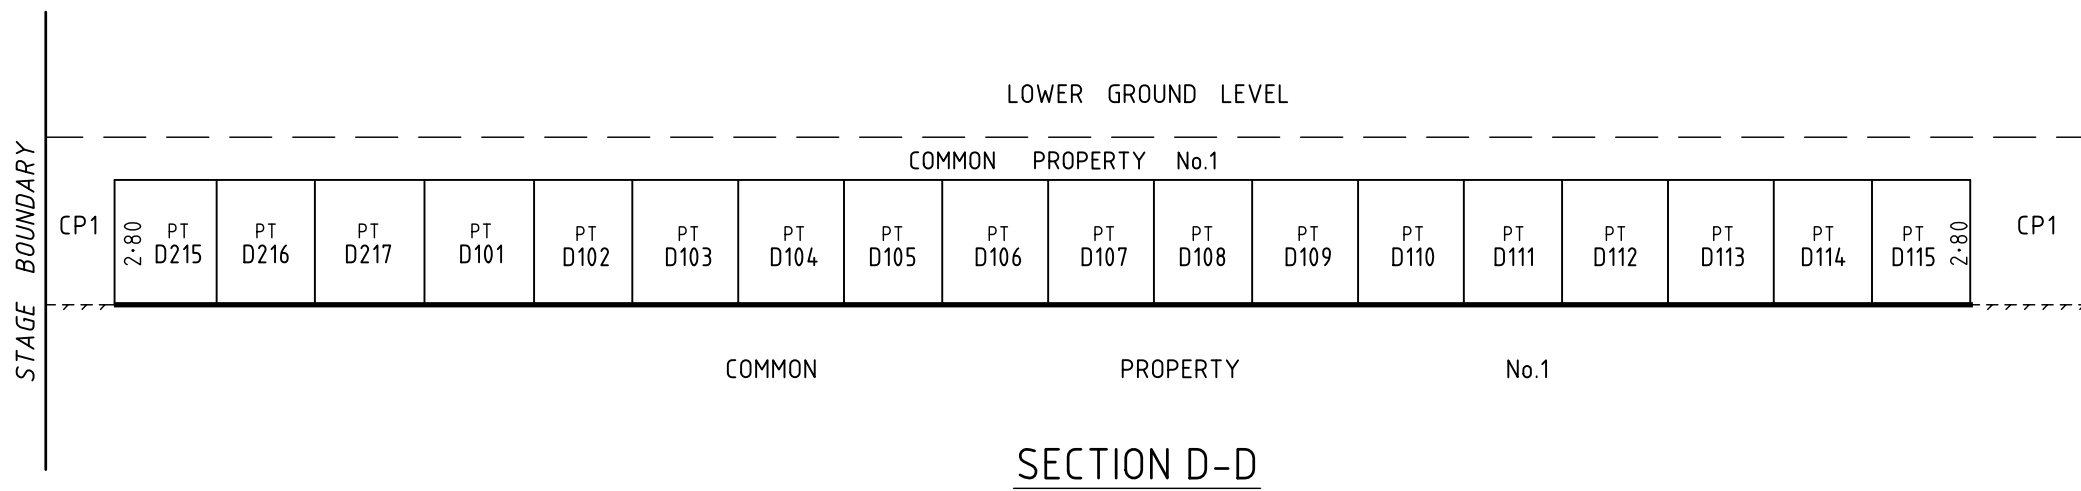 LOWER GROUND LEVEL
COMMON PROPERTY No.1
STAGE BOUNDARY
CP1
2·80
PT
D215
PT
D216
PT
D217
PT
D101
PT
D102
PT
D103
PT
D104
PT
D105
PT
D106
PT
D107
PT
D108
PT
D109
PT
D110
PT
D111
PT
D112
PT
D113
PT
D114
PT
D115
2·80
CP1
COMMON PROPERTY No.1
SECTION D-D